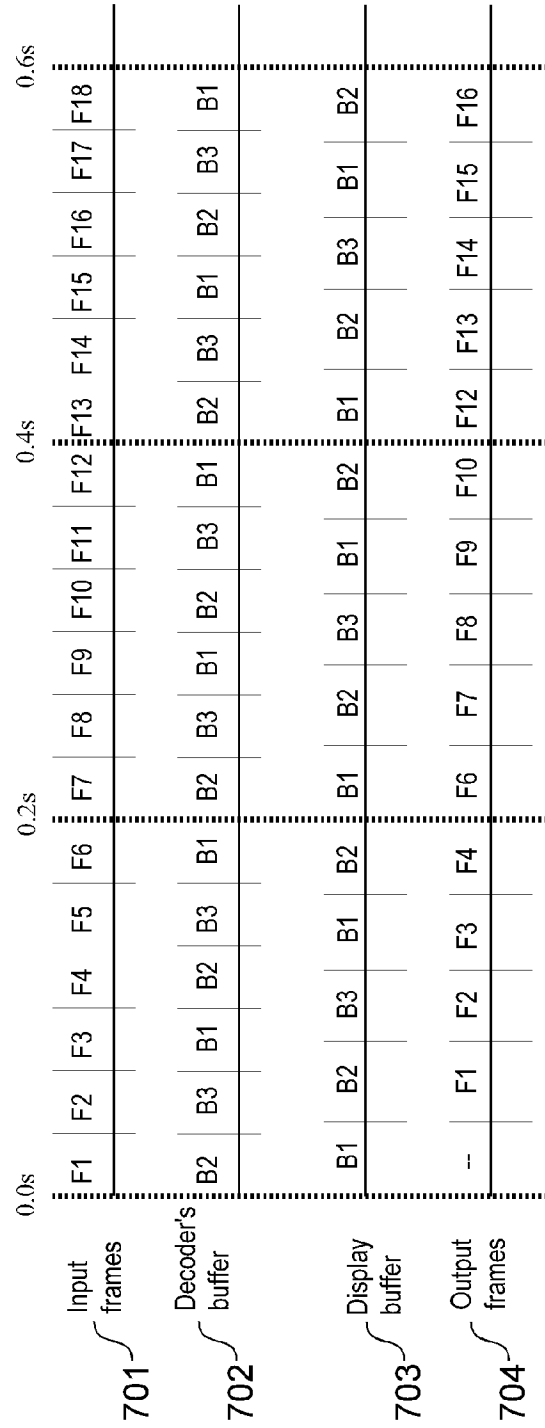 0.0s 0.2s 0.4s 0.6s
Input
frames
701
F1 F2 F3 F4 F5 F6 F7 F8 F9 F10 F11 F12 F13 F14 F15 F16 F17 F18
Decoder's
buffer
702
B2 B3 B1 B2 B3 B1 B2 B3 B1 B2 B3 B1 B2 B3 B1 B2 B3 B1
Display
buffer
703
B1 B2 B3 B1 B2 B1 B2 B3 B1 B2 B1 B2 B3 B1 B2
Output
frames
704
-- F1 F2 F3 F4 F6 F7 F8 F9 F10 F12 F13 F14 F15 F16